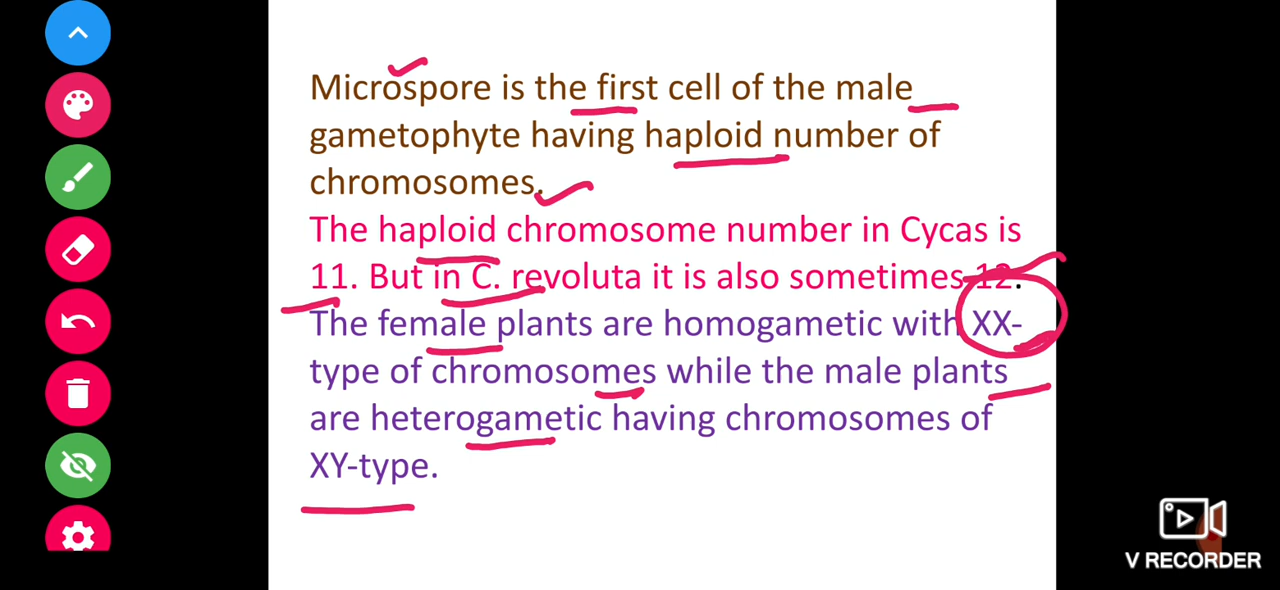 Microspore is the first cell of the male
gametophyte having haploid number of
chromosomes.
The haploid chromosome number in Cycas is
11. But in C. revoluta it is also sometimes 12.
The female plants are homogametic with XX-
type of chromosomes while the male plants
are heterogametic having chromosomes of
XY-type.
V RECORDER